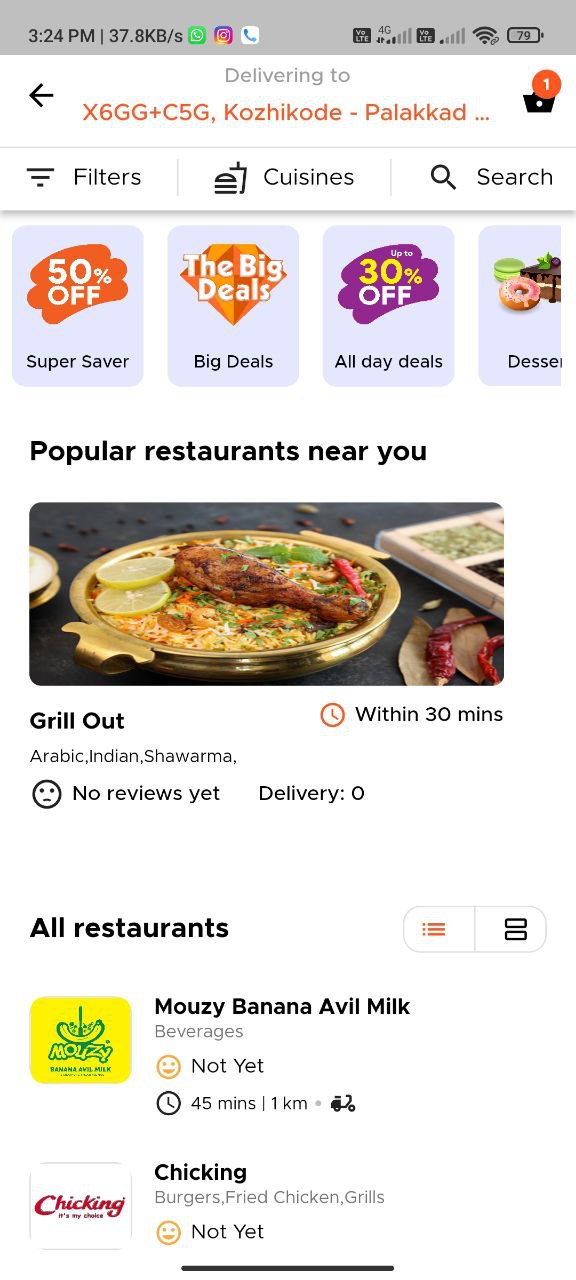 3:24 PM | 37.8KB/s
Vo LTE 4G Vo LTE 79
Delivering to
X6GG+C5G, Kozhikode - Palakkad ...
1
Filters
Cuisines
Search
50% OFF
Super Saver
The Big Deals
Big Deals
Up to 30% OFF
All day deals
Desser
Popular restaurants near you
Grill Out
Within 30 mins
Arabic,Indian,Shawarma,
No reviews yet Delivery: 0
All restaurants
MOUZY
BANANA AVIL MILK
Mouzy Banana Avil Milk
Beverages
Not Yet
45 mins | 1 km •
Chicking
It's my choice
Chicking
Burgers,Fried Chicken,Grills
Not Yet